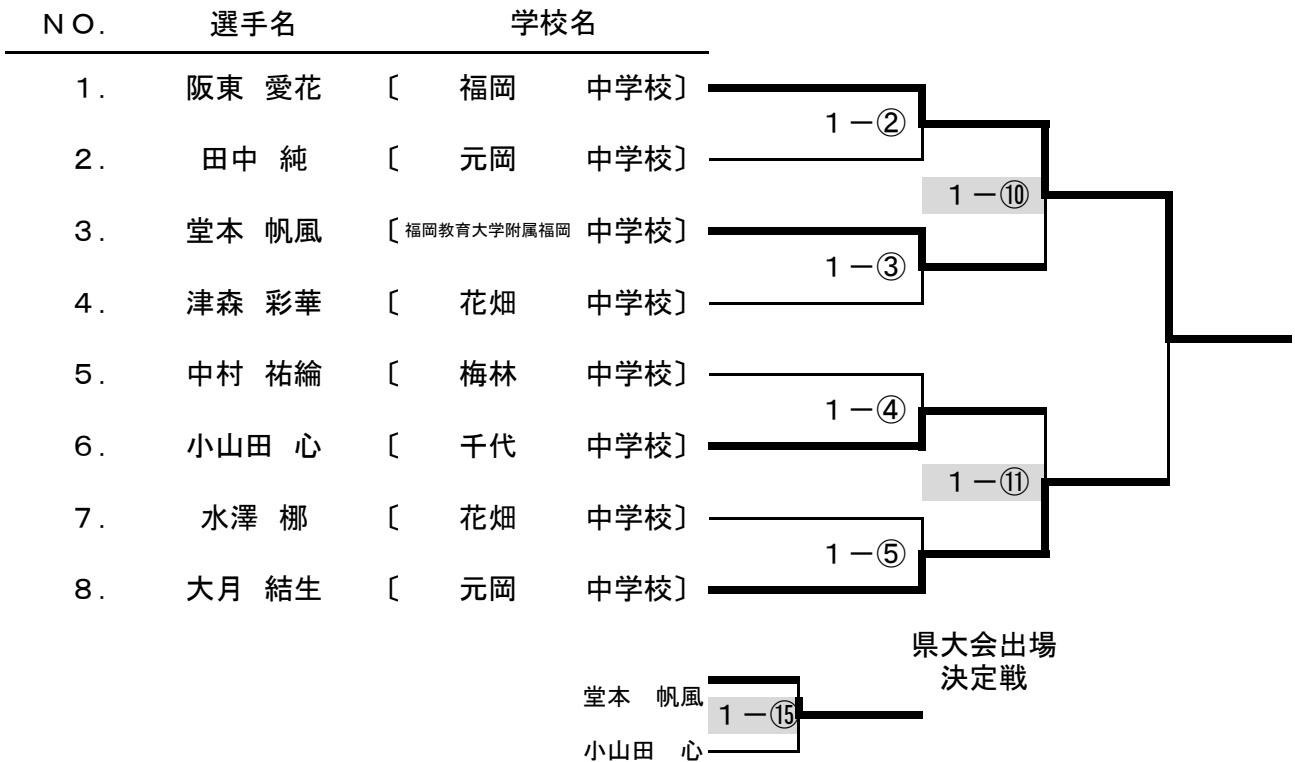 ＮＯ． 選手名 学校名
１． 阪東 愛花 〔 福岡 中学校〕
１－②
２． 田中 純 〔 元岡 中学校〕
１－⑩
３． 堂本 帆風 〔 福岡教育大学附属福岡 中学校〕
１－③
４． 津森 彩華 〔 花畑 中学校〕
５． 中村 祐綸 〔 梅林 中学校〕
１－④
６． 小山田 心 〔 千代 中学校〕
１－⑪
７． 水澤 梛 〔 花畑 中学校〕
１－⑤
８． 大月 結生 〔 元岡 中学校〕
県大会出場
決定戦
堂本 帆風
１－⑮
小山田 心